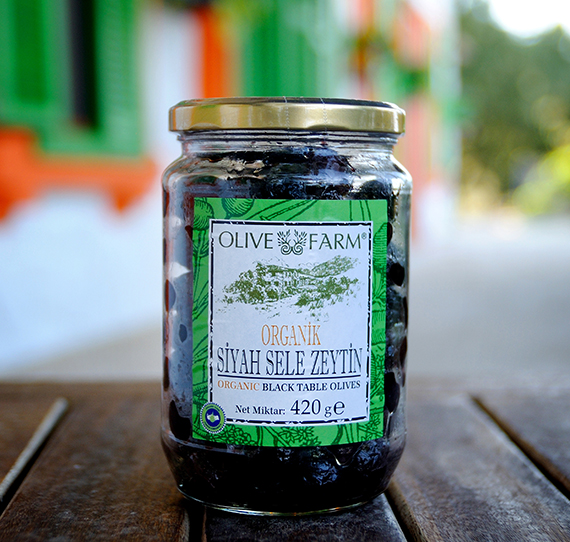 OLIVE FARM®
ORGANİK
SİYAH SELE ZEYTİN
ORGANIC BLACK TABLE OLIVES
Net Miktar: 420 g e